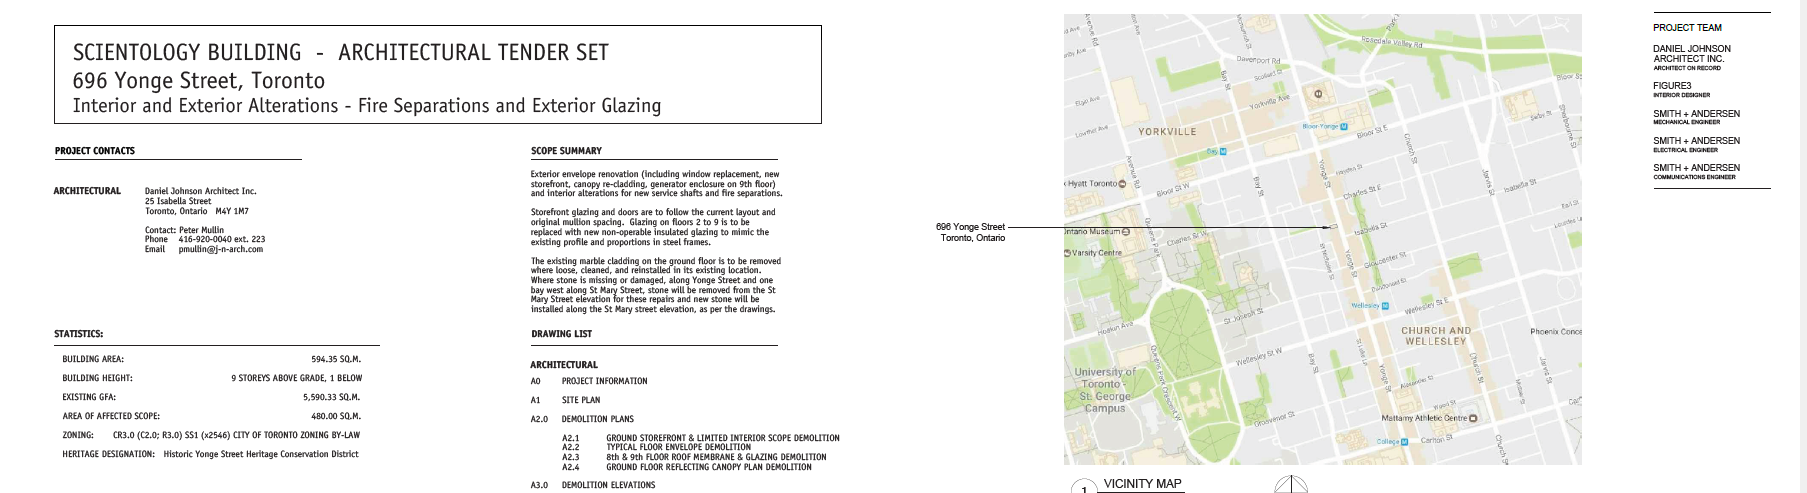 SCIENTOLOGY BUILDING - ARCHITECTURAL TENDER SET
696 Yonge Street, Toronto
Interior and Exterior Alterations - Fire Separations and Exterior Glazing
PROJECT CONTACTS
ARCHITECTURAL
Daniel Johnson Architect Inc.
25 Isabella Street
Toronto, Ontario M4Y 1M7
Contact: Peter Mullin
Phone 416-920-0040 ext. 223
Email pmullin@j-n-arch.com
STATISTICS:
BUILDING AREA: 594.35 SQ.M.
BUILDING HEIGHT: 9 STOREYS ABOVE GRADE, 1 BELOW
EXISTING GFA: 5,590.33 SQ.M.
AREA OF AFFECTED SCOPE: 480.00 SQ.M.
ZONING: CR3.0 (C2.0; R3.0) SS1 (x2546) CITY OF TORONTO ZONING BY-LAW
HERITAGE DESIGNATION: Historic Yonge Street Heritage Conservation District
SCOPE SUMMARY
Exterior envelope renovation (including window replacement, new
storefront, canopy re-cladding, generator enclosure on 9th floor)
and interior alterations for new service shafts and fire separations.
Storefront glazing and doors are to follow the current layout and
original mullion spacing. Glazing on floors 2 to 9 is to be
replaced with new non-operable insulated glazing to mimic the
existing profile and proportions in steel frames.
The existing marble cladding on the ground floor is to be removed
where loose, cleaned, and reinstalled in its existing location.
Where stone is missing or damaged, along Yonge Street and one
bay west along St Mary Street, stone will be removed from the St
Mary Street elevation for these repairs and new stone will be
installed along the St Mary street elevation, as per the drawings.
DRAWING LIST
ARCHITECTURAL
A0 PROJECT INFORMATION
A1 SITE PLAN
A2.0 DEMOLITION PLANS
A2.1 GROUND STOREFRONT & LIMITED INTERIOR SCOPE DEMOLITION
A2.2 TYPICAL FLOOR ENVELOPE DEMOLITION
A2.3 8th & 9th FLOOR ROOF MEMBRANE & GLAZING DEMOLITION
A2.4 GROUND FLOOR REFLECTING CANOPY PLAN DEMOLITION
A3.0 DEMOLITION ELEVATIONS
696 Yonge Street
Toronto, Ontario
Rosedale Valley Rd
Davenport Rd
Scollard St
Bay St
Yorkville Ave
YORKVILLE
Bloor-Yonge M
Bloor St E
Bay M
Church St
Avenue Rd
Hyatt Toronto
Bloor St W
Yonge St
Charles St E
Jarvis St
Isabella St
Bay St
Ontario Museum
Charles St W
Varsity Centre
Gloucester St
Dundonald St
Wellesley M
Wellesley St E
St Joseph St
Hoskin Ave
CHURCH AND
WELLESLEY
Phoenix Conce
Wellesley St W
Queens Park Crescent W
University of
Toronto -
St. George
Campus
Yonge St
Church St
Jarvis St
Alexander St
Wood St
Mattamy Athletic Centre
Grosvenor St
College M
Carlton St
Church St
1 VICINITY MAP
PROJECT TEAM
DANIEL JOHNSON
ARCHITECT INC.
ARCHITECT ON RECORD
FIGURE3
INTERIOR DESIGNER
SMITH + ANDERSEN
MECHANICAL ENGINEER
SMITH + ANDERSEN
ELECTRICAL ENGINEER
SMITH + ANDERSEN
COMMUNICATIONS ENGINEER